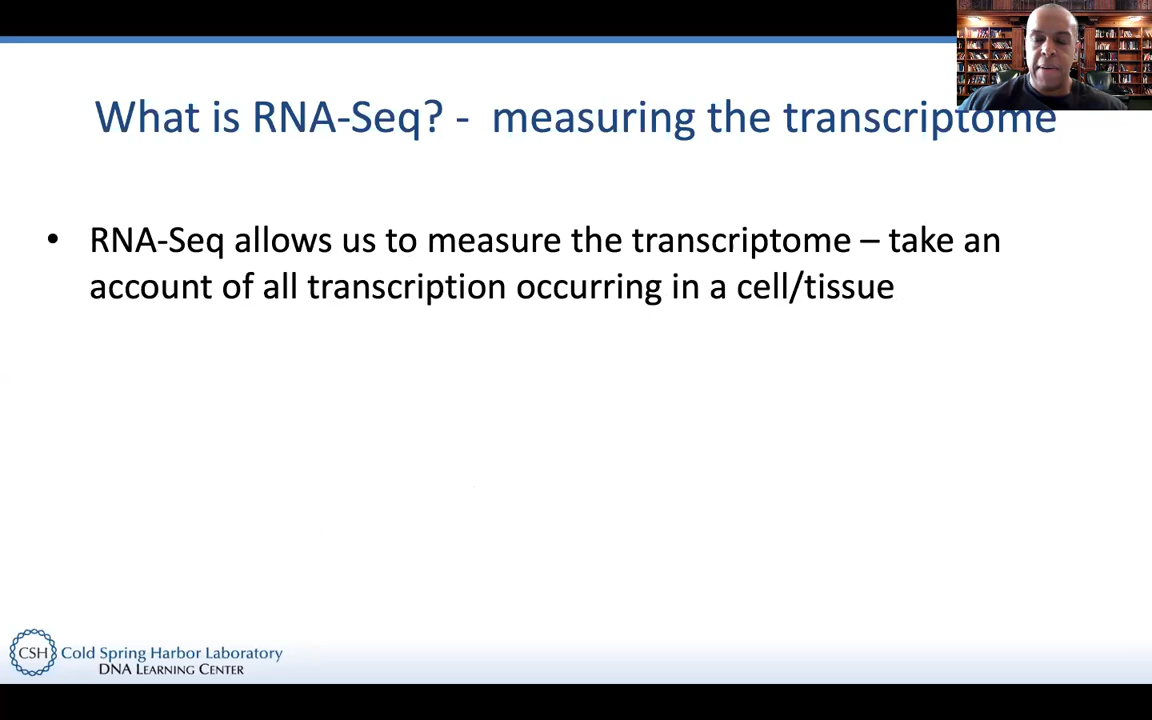 What is RNA-Seq? - measuring the transcriptome
• RNA-Seq allows us to measure the transcriptome – take an
account of all transcription occurring in a cell/tissue
CSH Cold Spring Harbor Laboratory
DNA LEARNING CENTER